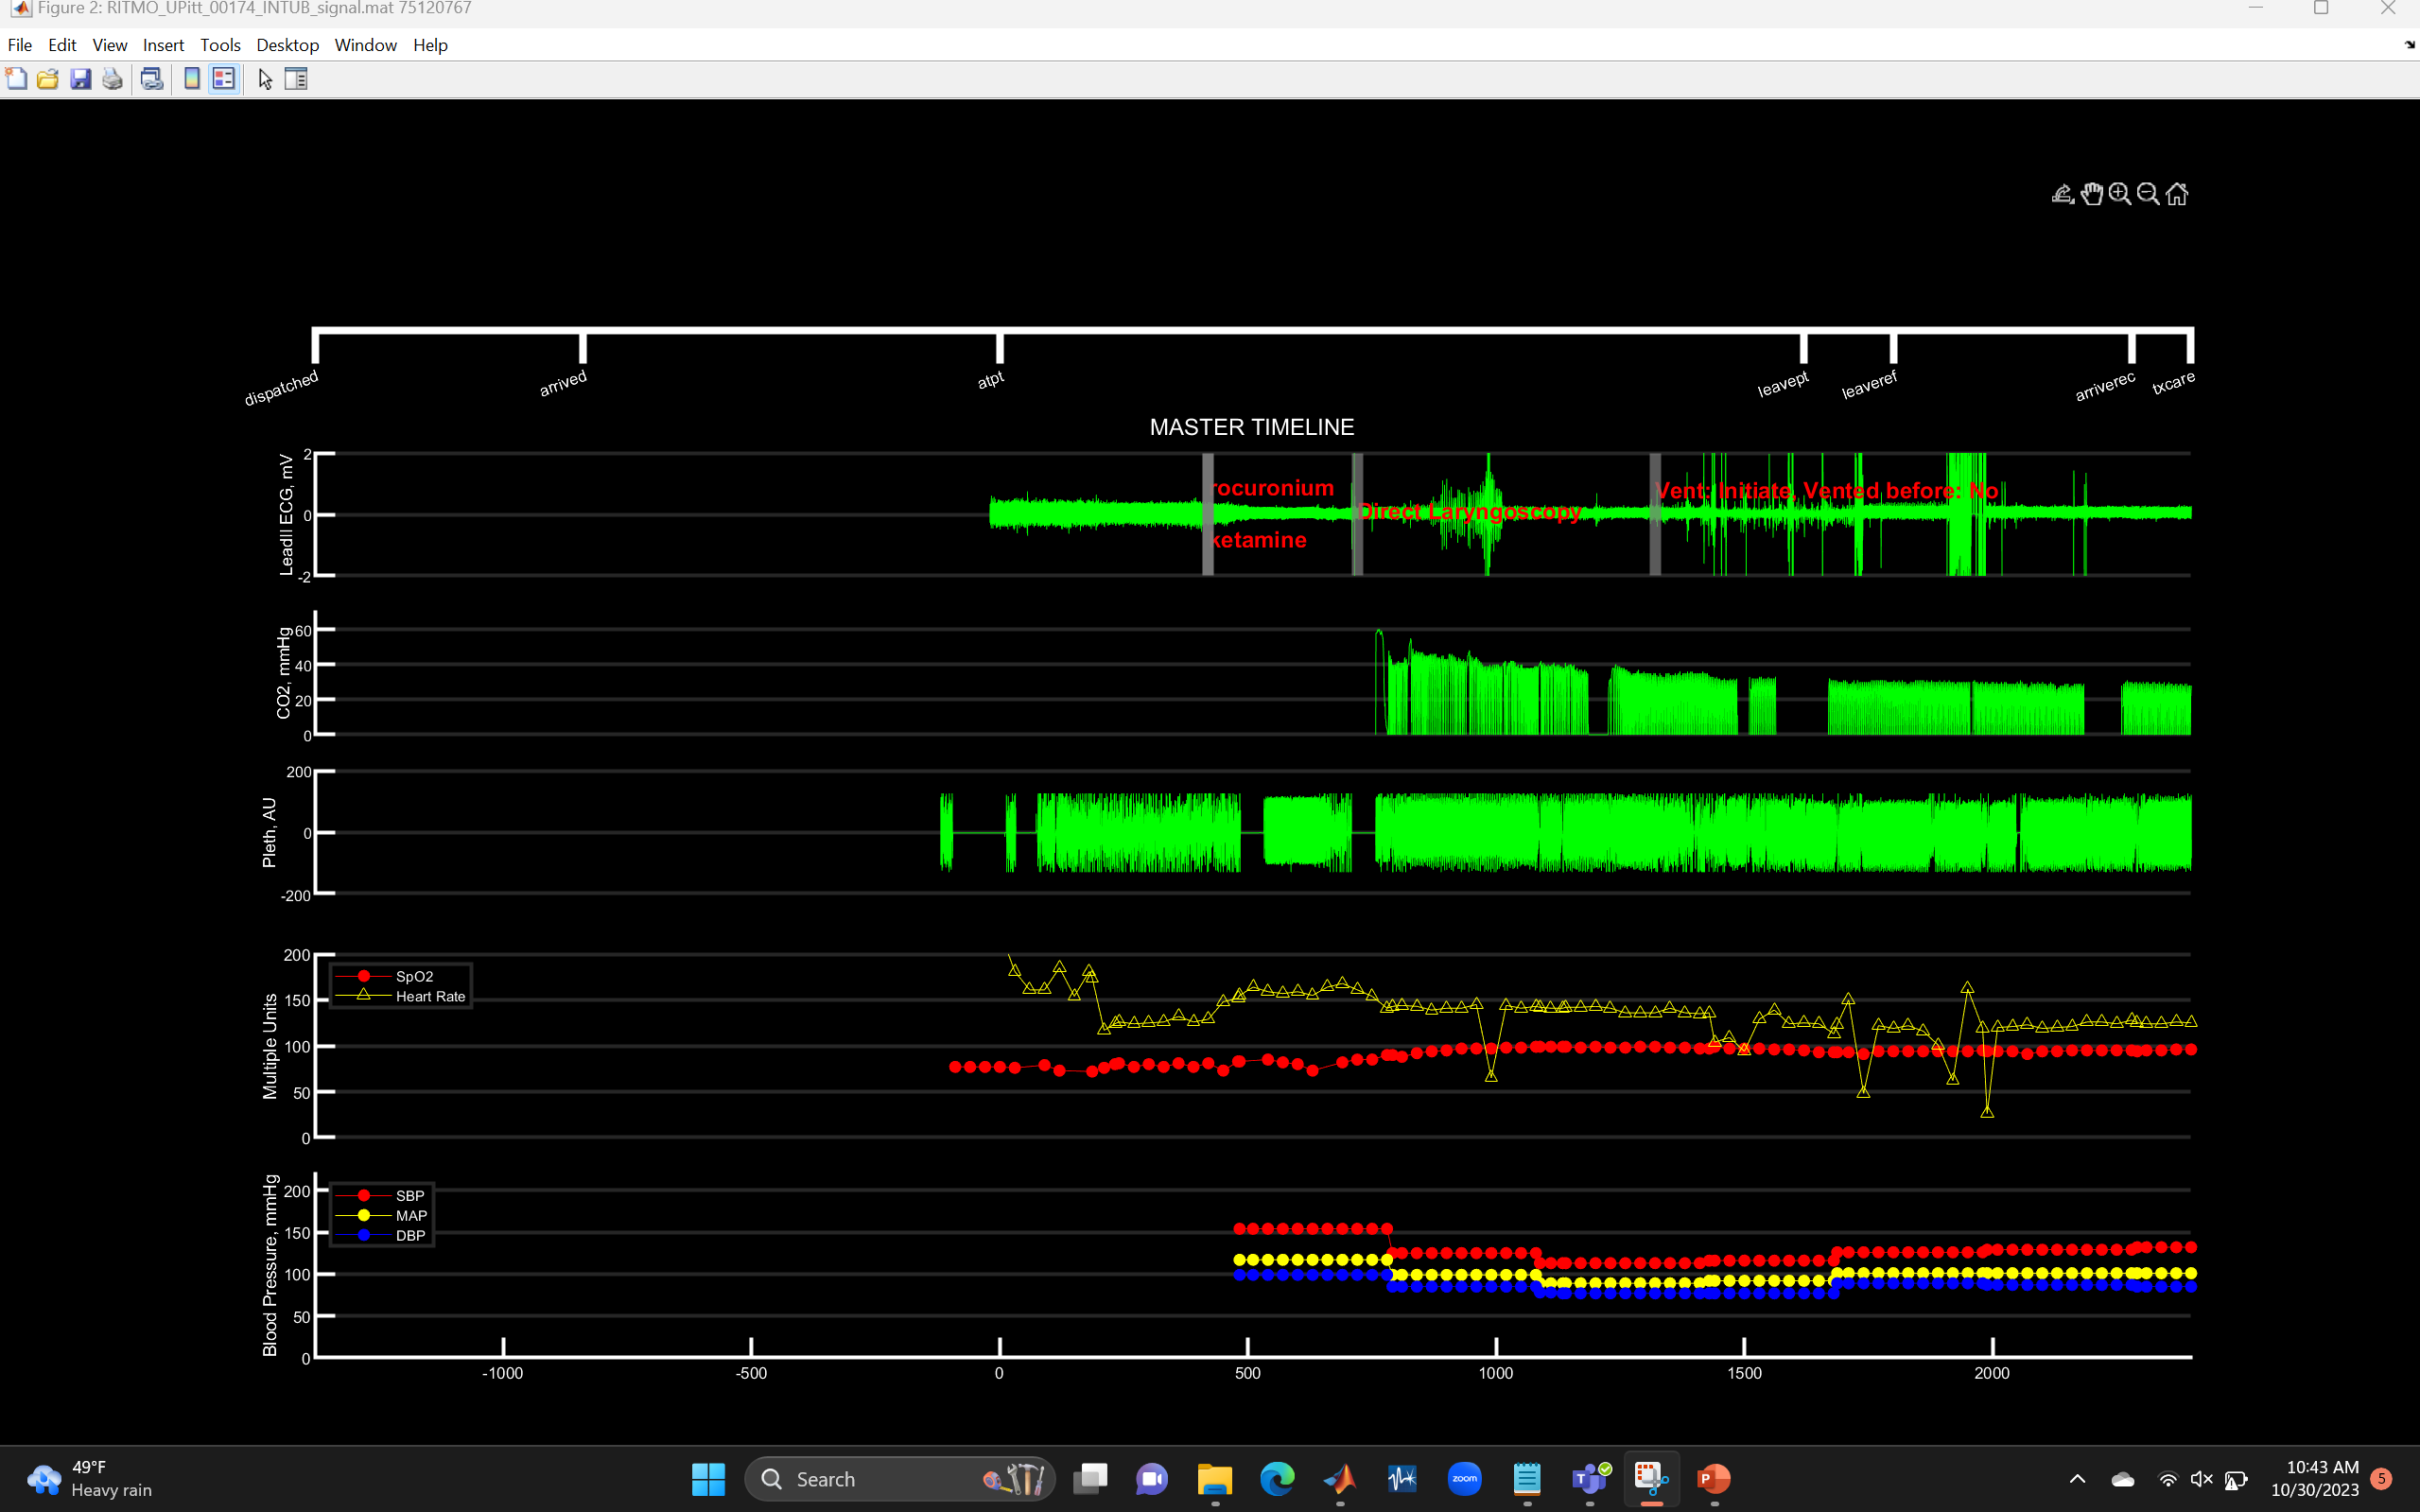 Figure 2: RITMO_UPitt_00174_INTUB_signal.mat 75120767
File Edit View Insert Tools Desktop Window Help
dispatched arrived atpt leavept leaveref arriverec txcare
MASTER TIMELINE
LeadII ECG, mV
2
0
-2
rocuronium
ketamine
Direct Laryngoscopy
Vent: Initiate, Vented before: No
CO2, mmHg
60
40
20
0
Pleth, AU
200
0
-200
Multiple Units
200
150
100
50
0
SpO2
Heart Rate
Blood Pressure, mmHg
200
150
100
50
0
SBP
MAP
DBP
-1000 -500 0 500 1000 1500 2000
49°F
Heavy rain
Search
zoom
10:43 AM
10/30/2023
5